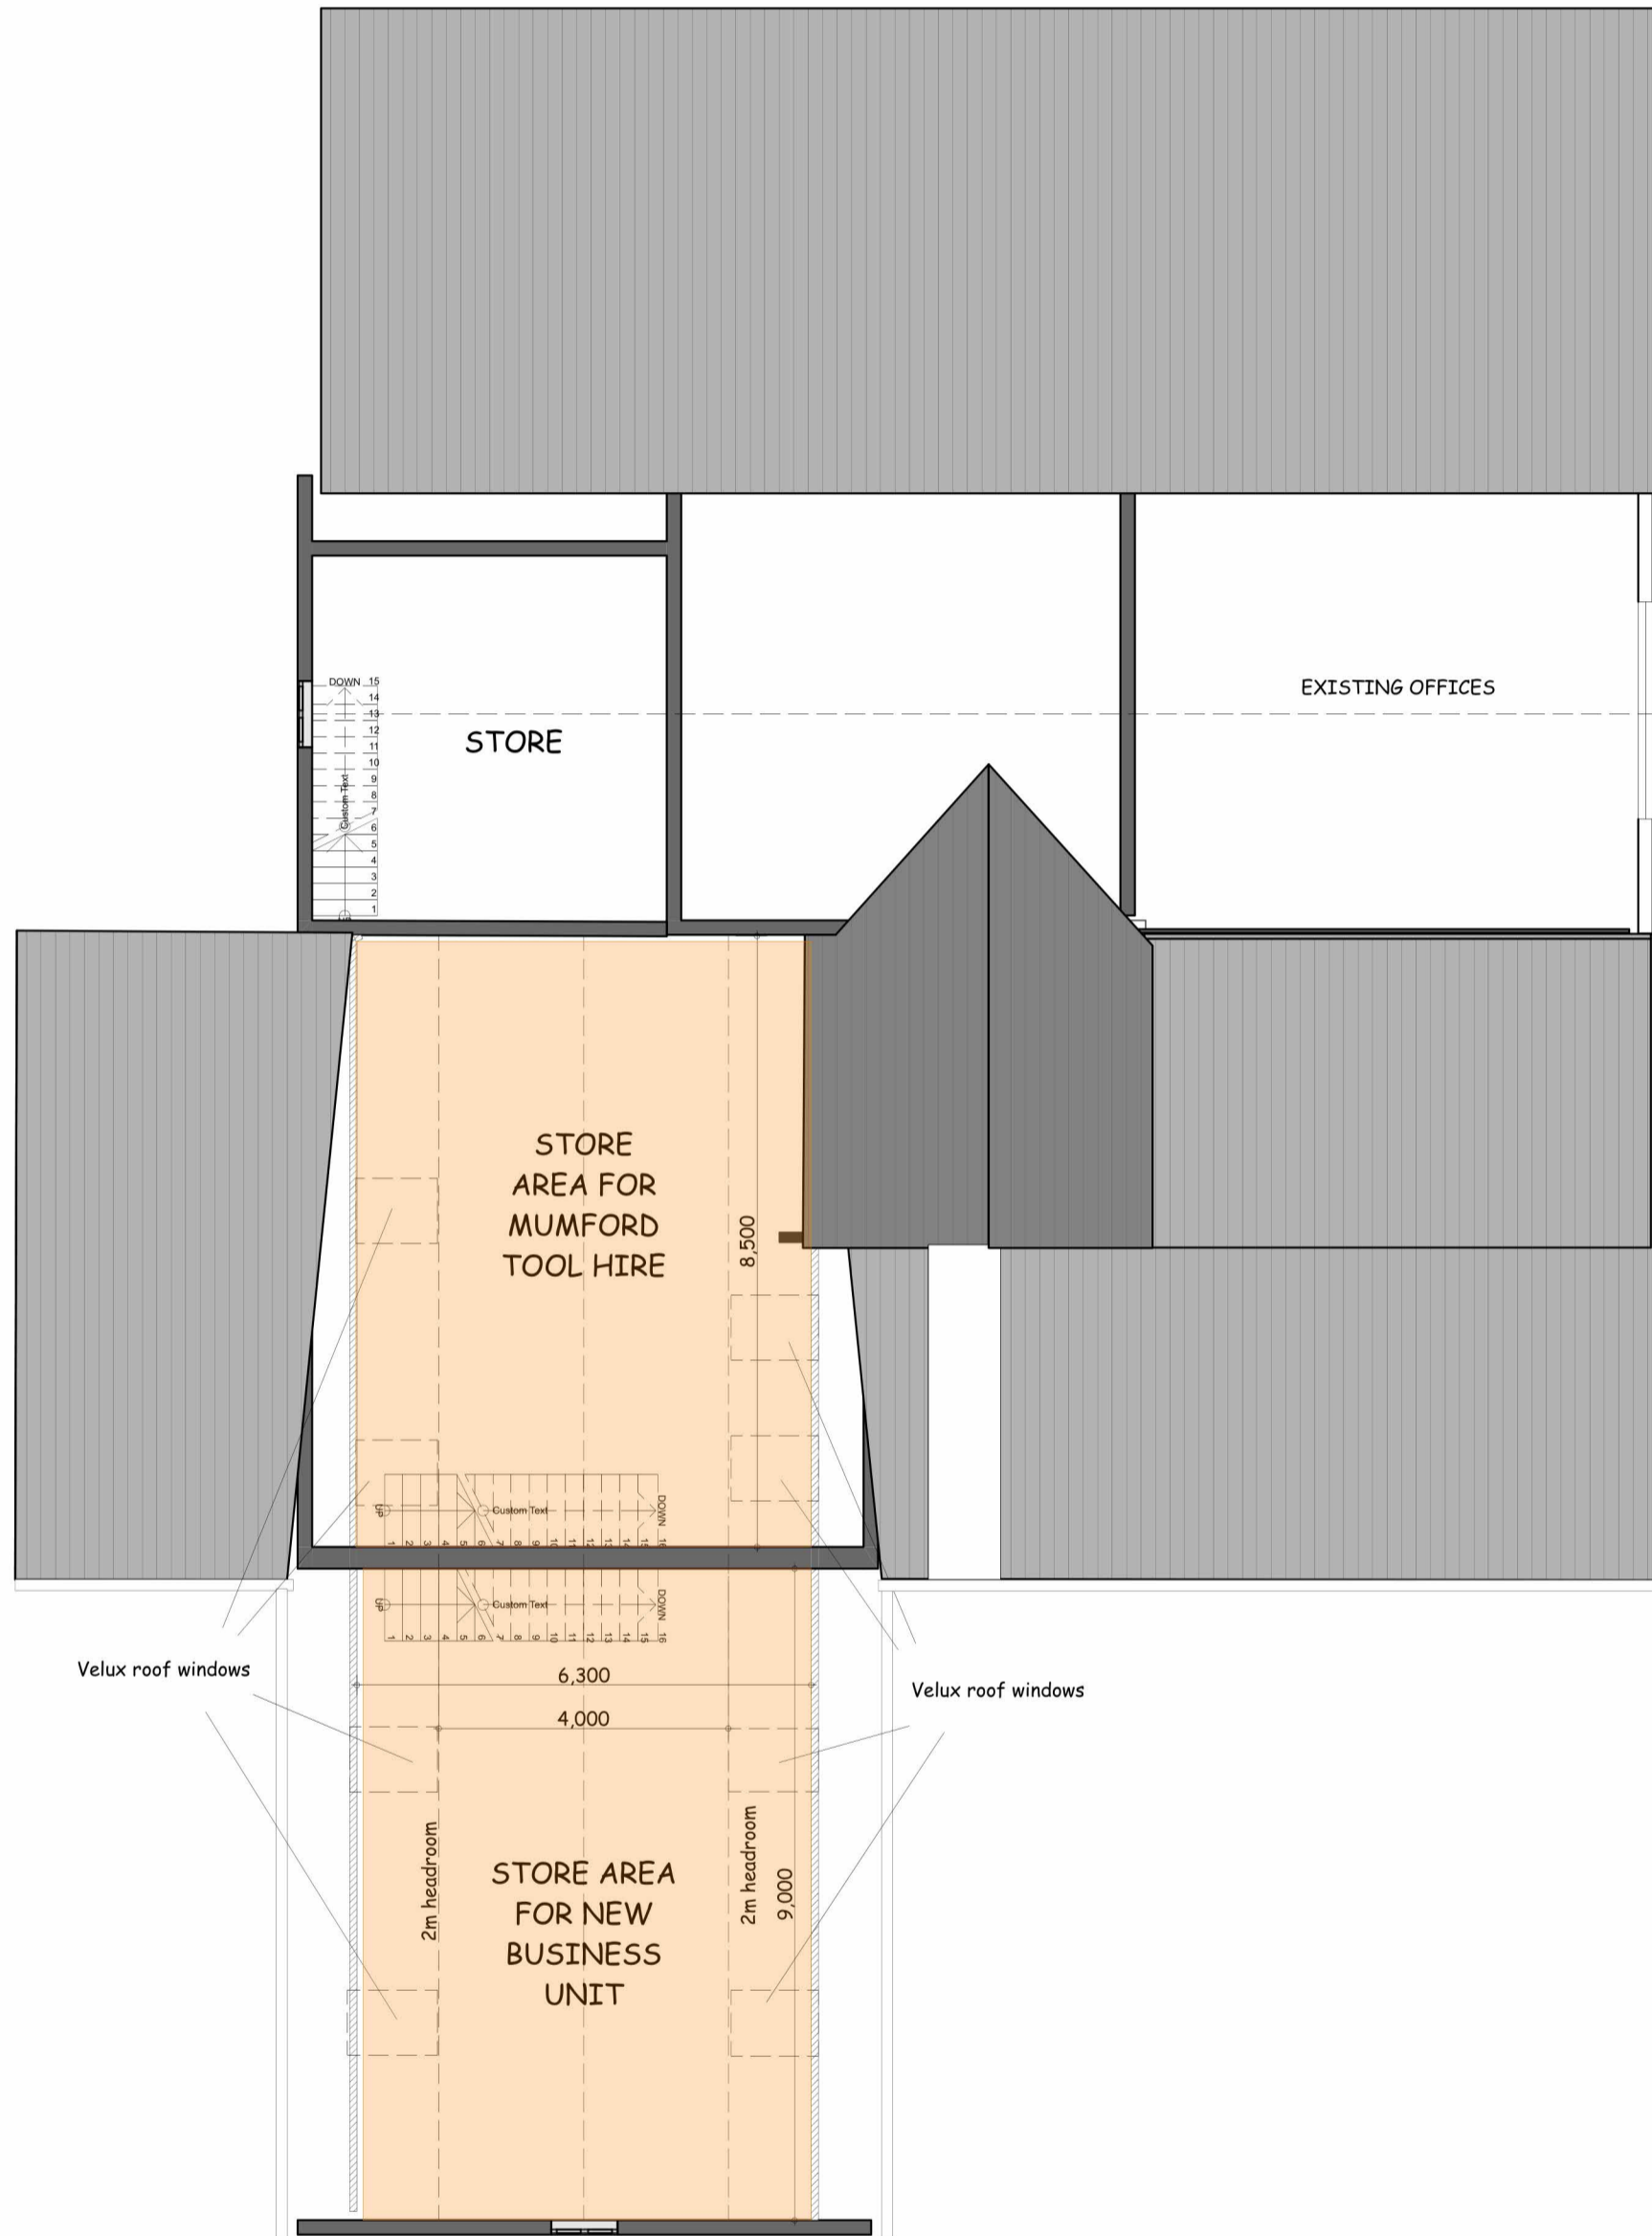 DOWN
15
14
13
12
11
10
9
8
7
6
5
4
3
2
1
Custom Text
EXISTING OFFICES
STORE
STORE
AREA FOR
MUMFORD
TOOL HIRE
8,500
UP
Custom Text
DOWN
1 2 3 4 5 6 7 8 9 10 11 12 13 14 15 16
UP
Custom Text
DOWN
1 2 3 4 5 6 7 8 9 10 11 12 13 14 15 16
Velux roof windows
6,300
4,000
Velux roof windows
2m headroom
2m headroom
9,000
STORE AREA
FOR NEW
BUSINESS
UNIT